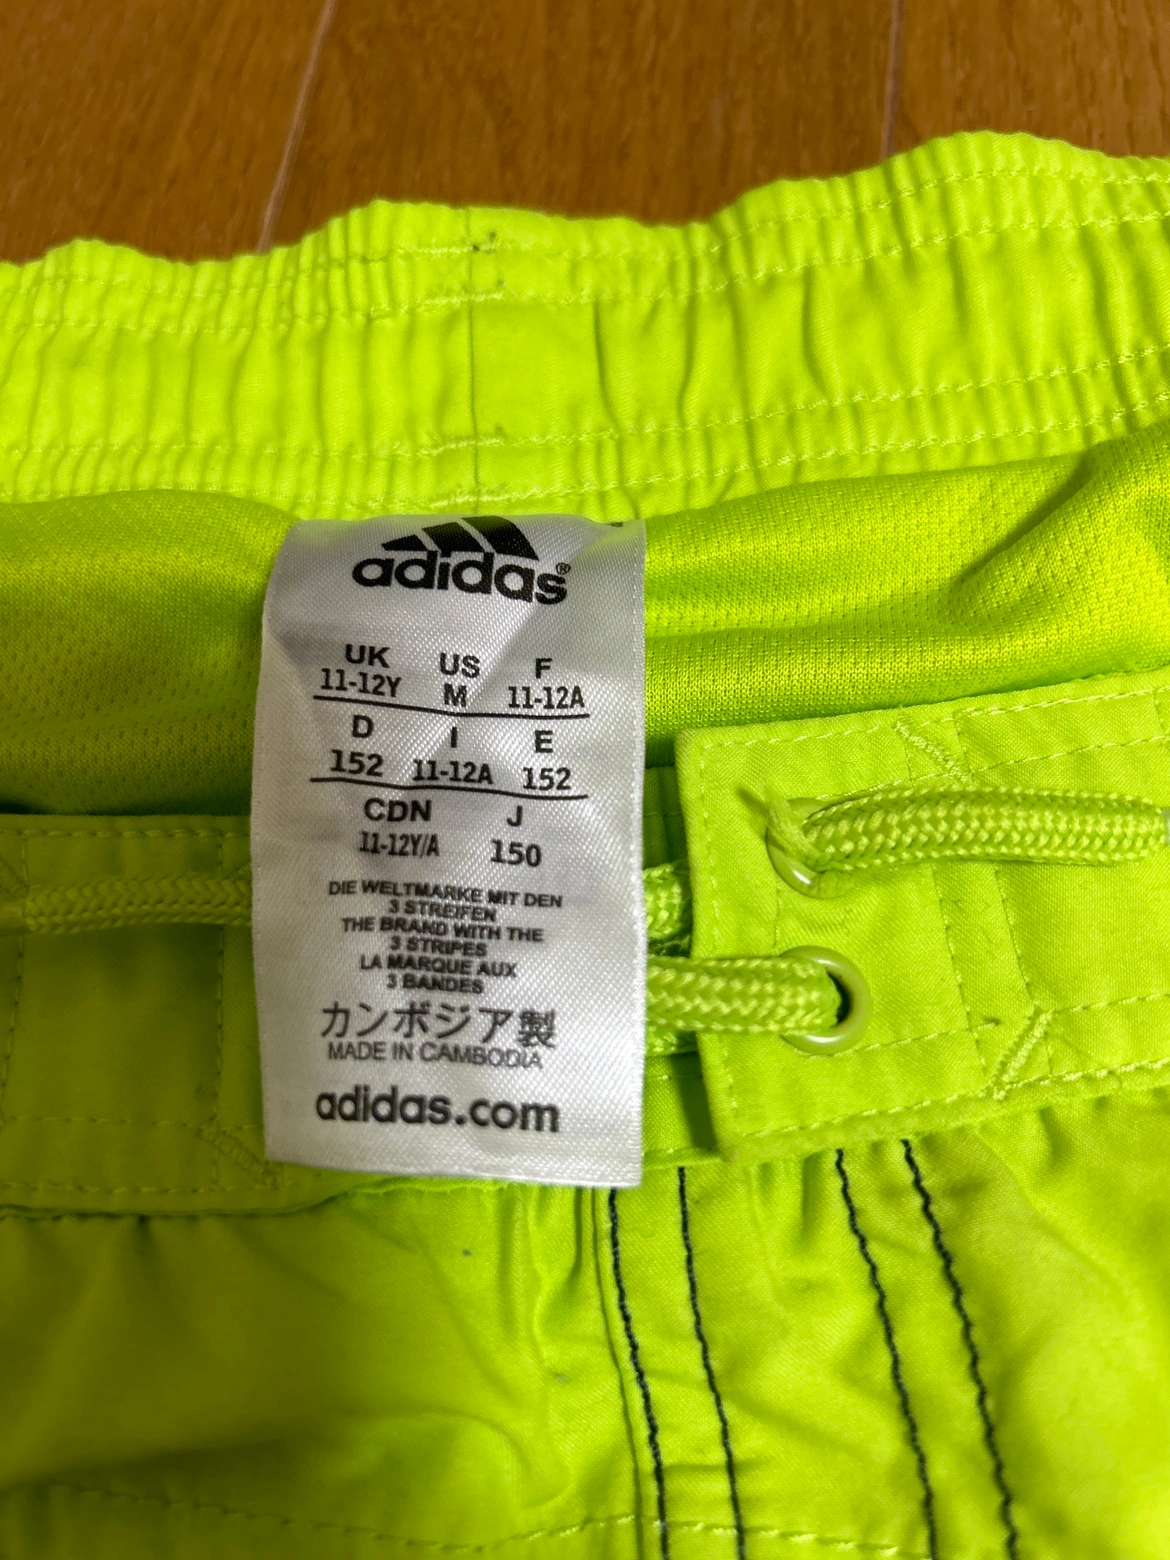 adidas®
UK US F
11-12Y M 11-12A
D I E
152 11-12A 152
CDN J
11-12Y/A 150
DIE WELTMARKE MIT DEN
3 STREIFEN
THE BRAND WITH THE
3 STRIPES
LA MARQUE AUX
3 BANDES
カンボジア製
MADE IN CAMBODIA
adidas.com